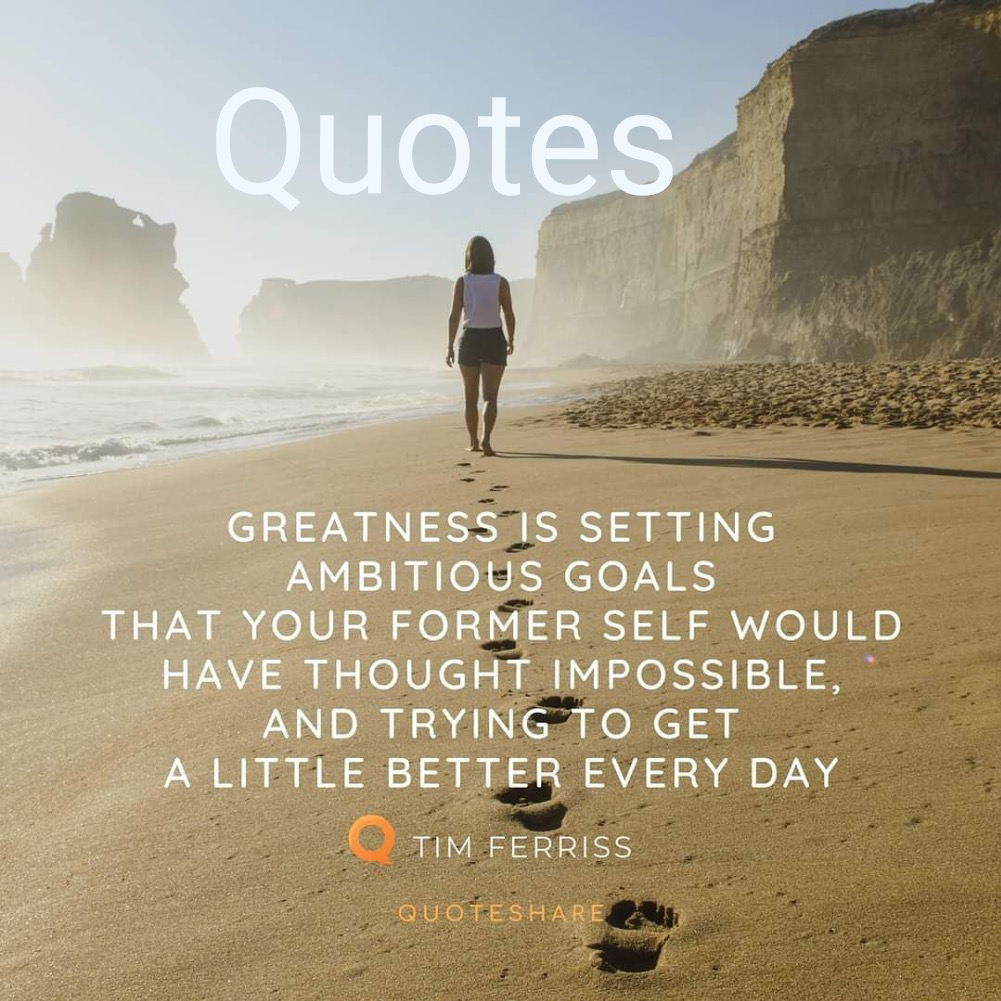 Quotes
GREATNESS IS SETTING
AMBITIOUS GOALS
THAT YOUR FORMER SELF WOULD
HAVE THOUGHT IMPOSSIBLE,
AND TRYING TO GET
A LITTLE BETTER EVERY DAY
TIM FERRISS
QUOTESHARE